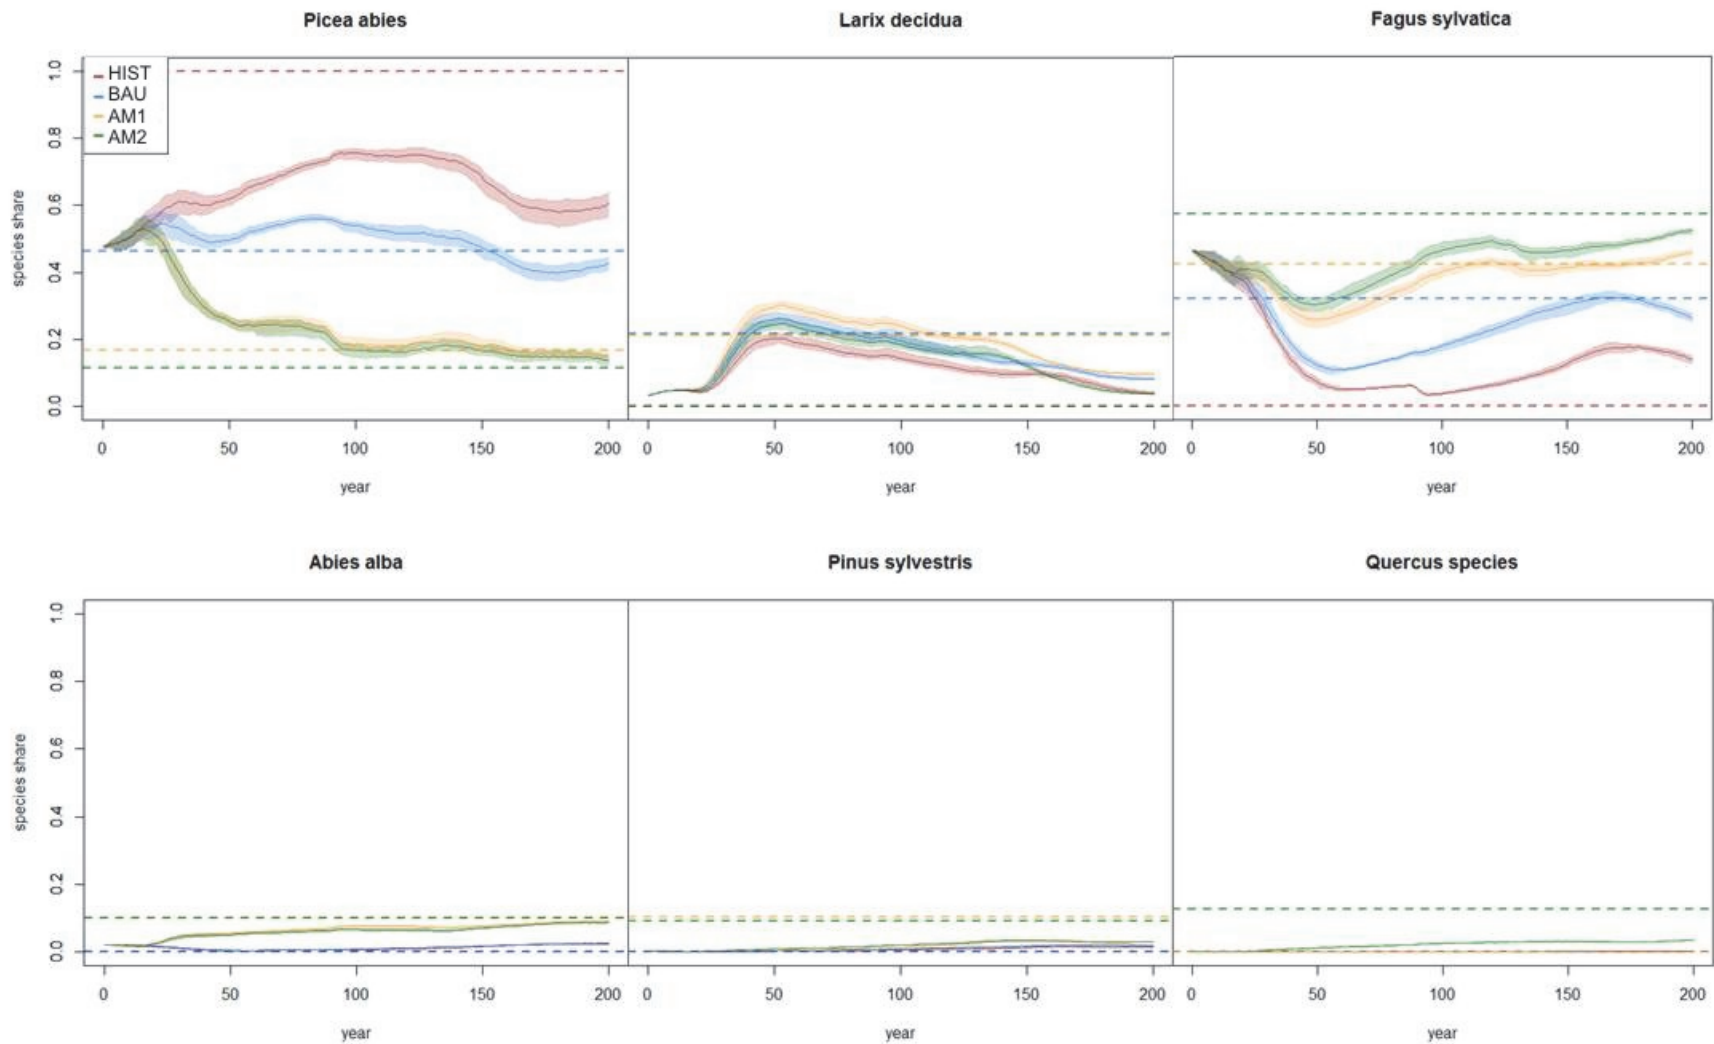 Picea abies
Larix decidua
Fagus sylvatica
HIST
BAU
AM1
AM2
species share
1.0
0.8
0.6
0.4
0.2
0.0
0 50 100 150 200
0 50 100 150 200
0 50 100 150 200
year
year
year
Abies alba
Pinus sylvestris
Quercus species
species share
1.0
0.8
0.6
0.4
0.2
0.0
0 50 100 150 200
0 50 100 150 200
0 50 100 150 200
year
year
year